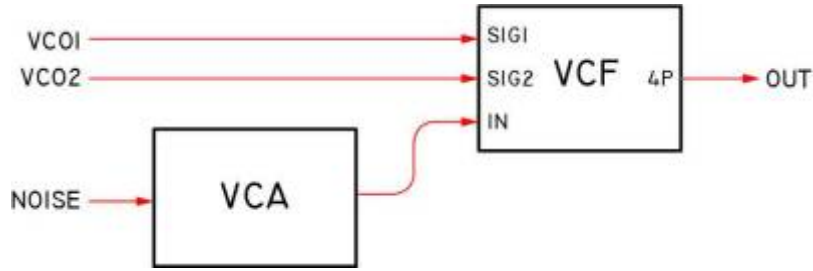 VCO1
VCO2
NOISE
VCA
SIG1
SIG2
IN
VCF
4P
OUT